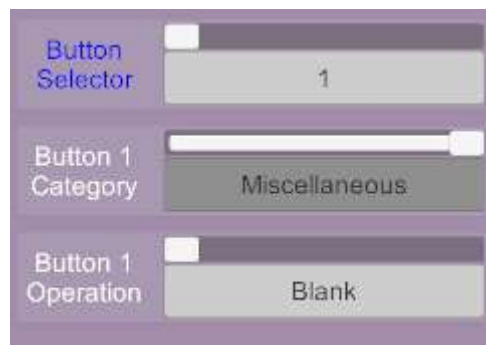 Button
Selector
1
Button 1
Category
Miscellaneous
Button 1
Operation
Blank